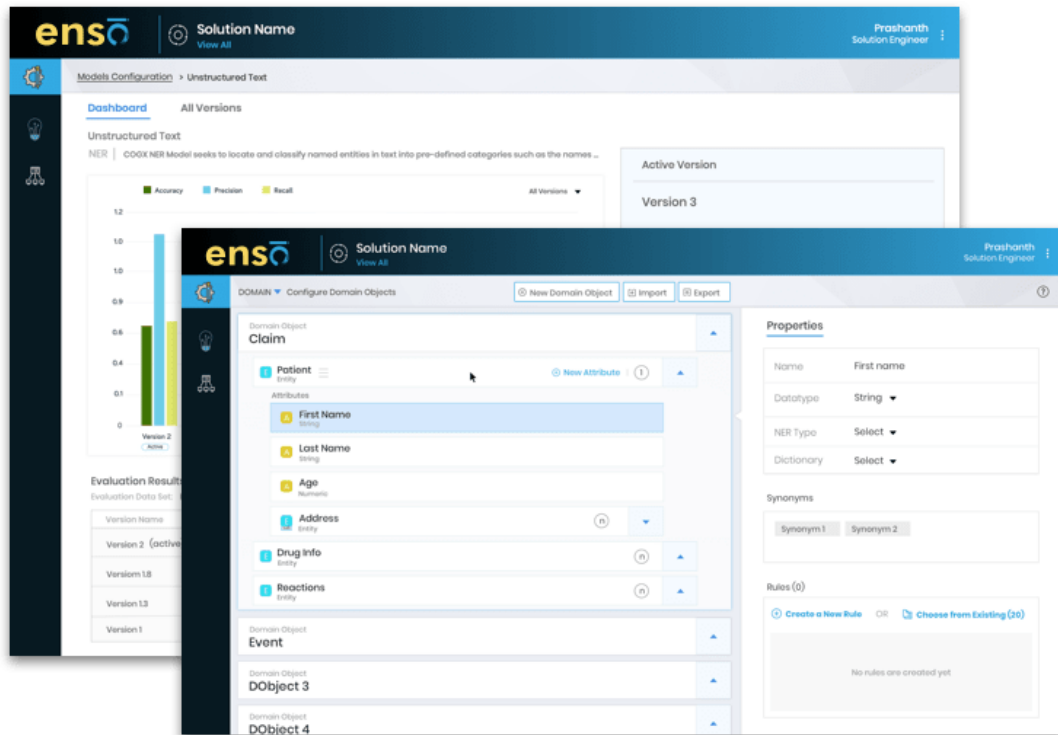 ensō
Solution Name
View All
Prashanth
Solution Engineer
Models Configuration > Unstructured Text
Dashboard
All Versions
Unstructured Text
NER | COGX NER Model seeks to locate and classify named entities in text into pre-defined categories such as the names ...
Accuracy
Precision
Recall
All Versions
1.2
1.0
1.0
0.9
0.6
0.4
0.1
0
Version 2
Active
Active Version
Version 3
Evaluation Results
Evaluation Data Set:
Version Name
Version 2 (active
Versiom 1.8
Version 1.3
Version 1
ensō
Solution Name
View All
Prashanth
Solution Engineer
DOMAIN Configure Domain Objects
New Domain Object
Import
Export
?
Domain Object
Claim
Patient
Entity
New Attribute
1
Attributes
A
First Name
String
A
Last Name
String
A
Age
Numeric
E
Address
Entity
n
E
Drug Info
Entity
n
E
Reactions
Entity
n
Domain Object
Event
Domain Object
DObject 3
Domain Object
DObject 4
Properties
Name First name
Datatype String
NER Type Select
Dictionary Select
Synonyms
Synonym 1 Synonym 2
Rules (0)
Create a New Rule OR Choose from Existing (20)
No rules are created yet